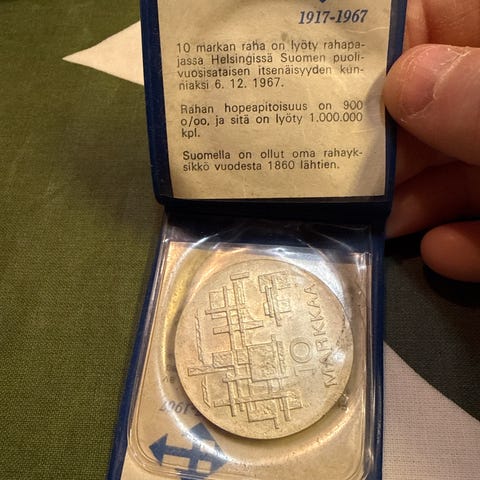 1917-1967
10 markan raha on lyöty rahapa-
jassa Helsingissä Suomen puoli-
vuosisataisen itsenäisyyden kun-
niaksi 6. 12. 1967.
Rahan hopeapitoisuus on 900
o/oo, ja sitä on lyöty 1.000.000
kpl.
Suomella on ollut oma rahayk-
sikkö vuodesta 1860 lähtien.
10
MARKKAA